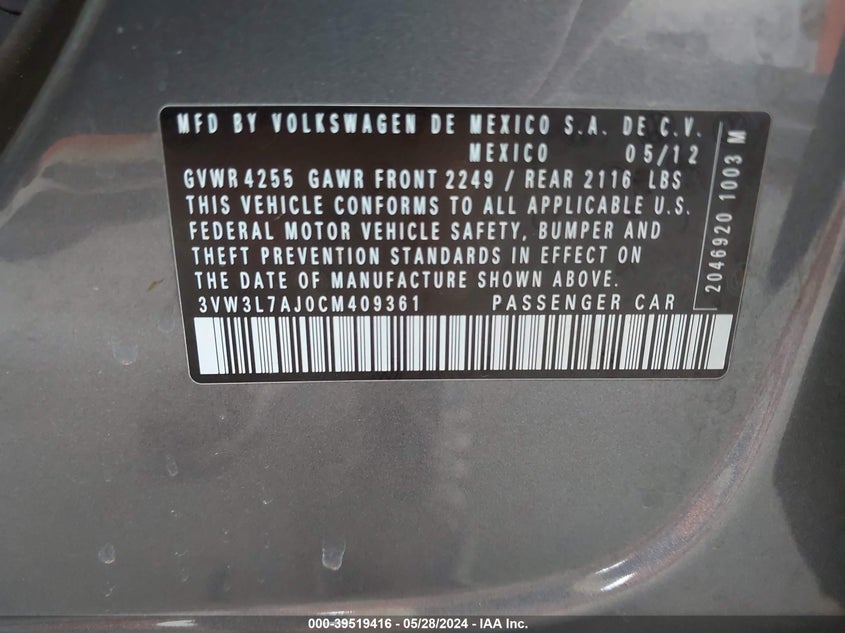 MFD BY VOLKSWAGEN DE MEXICO S.A. DE C.V.
MEXICO 05/12
GVWR 4255 GAWR FRONT 2249 / REAR 2116 LBS
THIS VEHICLE CONFORMS TO ALL APPLICABLE U.S.
FEDERAL MOTOR VEHICLE SAFETY, BUMPER AND
THEFT PREVENTION STANDARDS IN EFFECT ON
THE DATE OF MANUFACTURE SHOWN ABOVE.
3VW3L7AJ0CM409361 PASSENGER CAR
2046920 1003 M
000-39519416 - 05/28/2024 - IAA Inc.